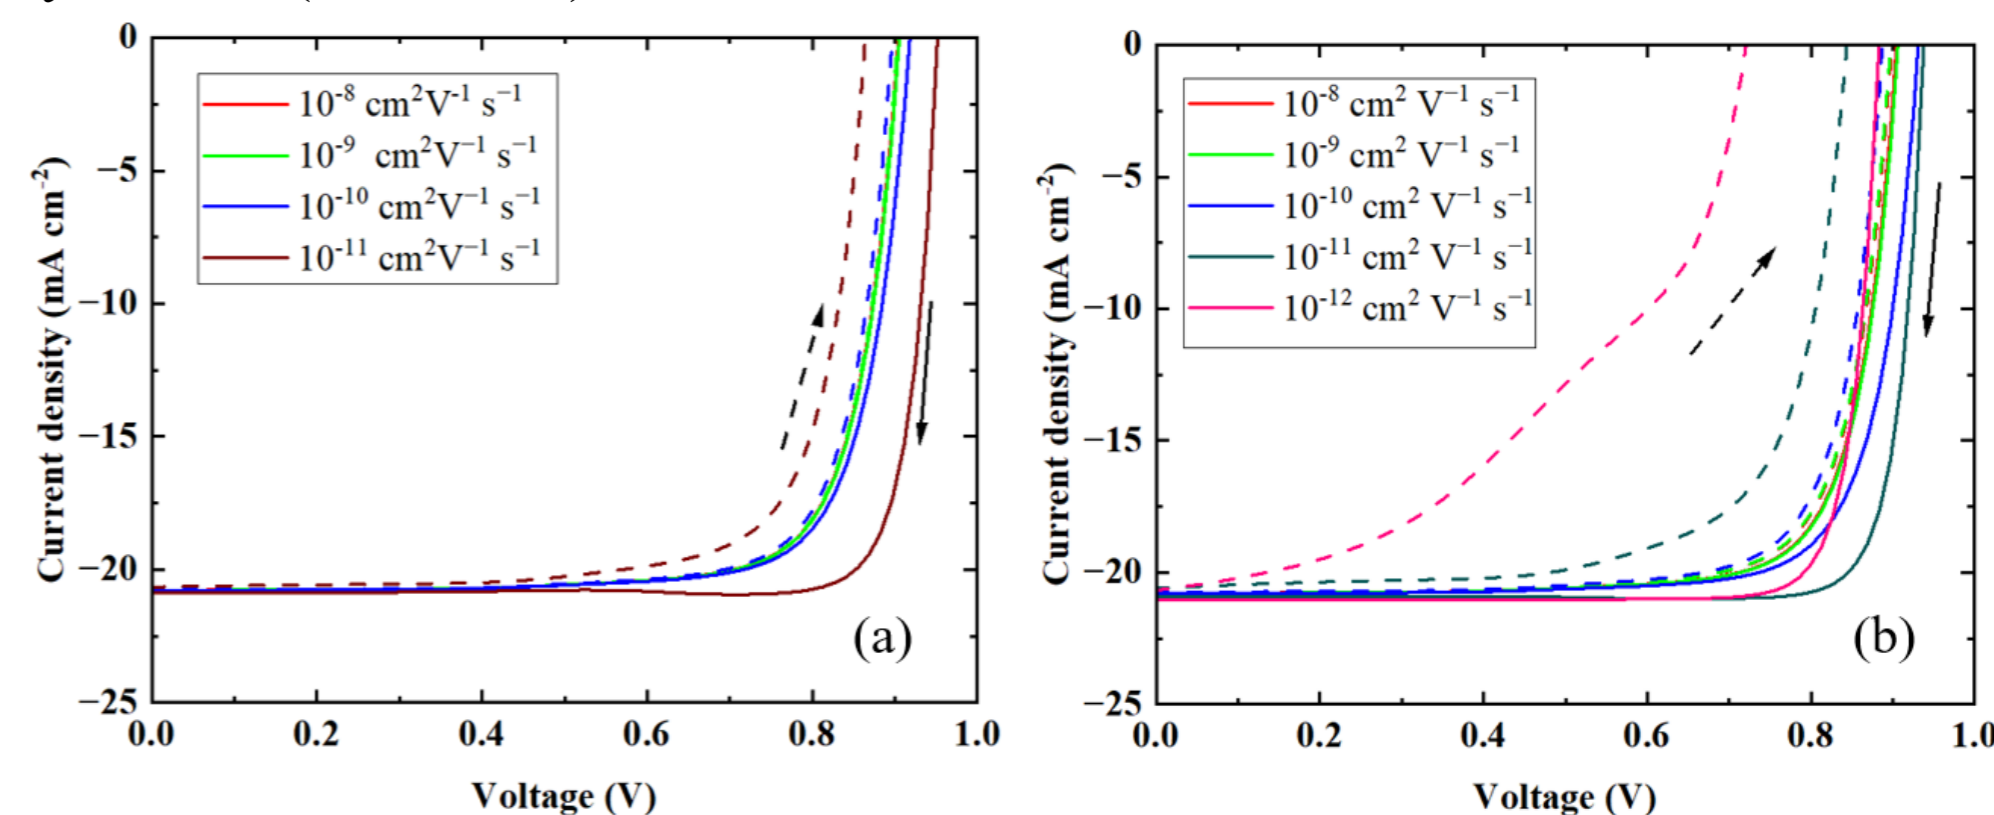 0
−5
−10
−15
−20
−25
0.0 0.2 0.4 0.6 0.8 1.0
Current density (mA cm⁻²)
Voltage (V)
10⁻⁸ cm²V⁻¹ s⁻¹
10⁻⁹ cm²V⁻¹ s⁻¹
10⁻¹⁰ cm²V⁻¹ s⁻¹
10⁻¹¹ cm²V⁻¹ s⁻¹
(a)
0
−5
−10
−15
−20
−25
0.0 0.2 0.4 0.6 0.8 1.0
Current density (mA cm⁻²)
Voltage (V)
10⁻⁸ cm² V⁻¹ s⁻¹
10⁻⁹ cm² V⁻¹ s⁻¹
10⁻¹⁰ cm² V⁻¹ s⁻¹
10⁻¹¹ cm² V⁻¹ s⁻¹
10⁻¹² cm² V⁻¹ s⁻¹
(b)